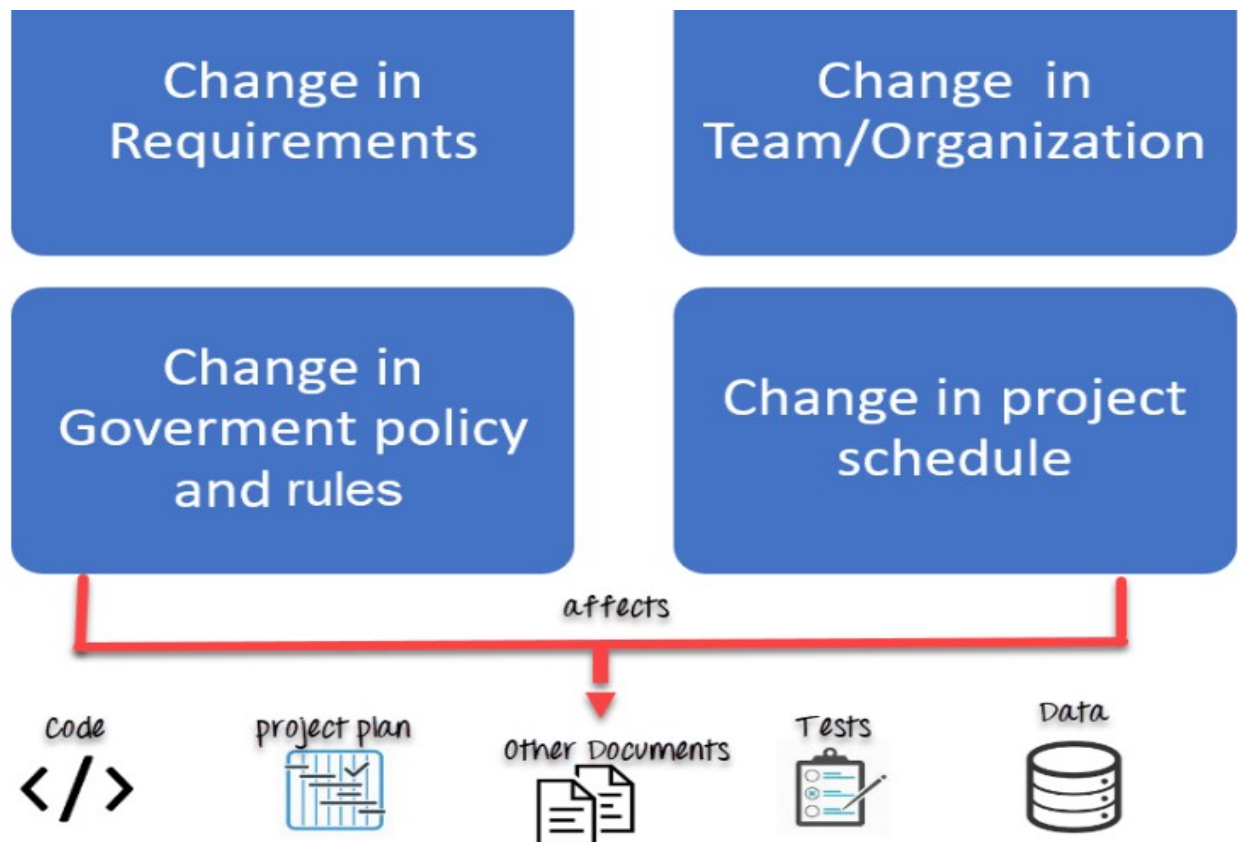 Change in
Requirements
Change in
Team/Organization
Change in
Goverment policy
and rules
Change in project
schedule
affects
Code
project plan
Other Documents
Tests
Data